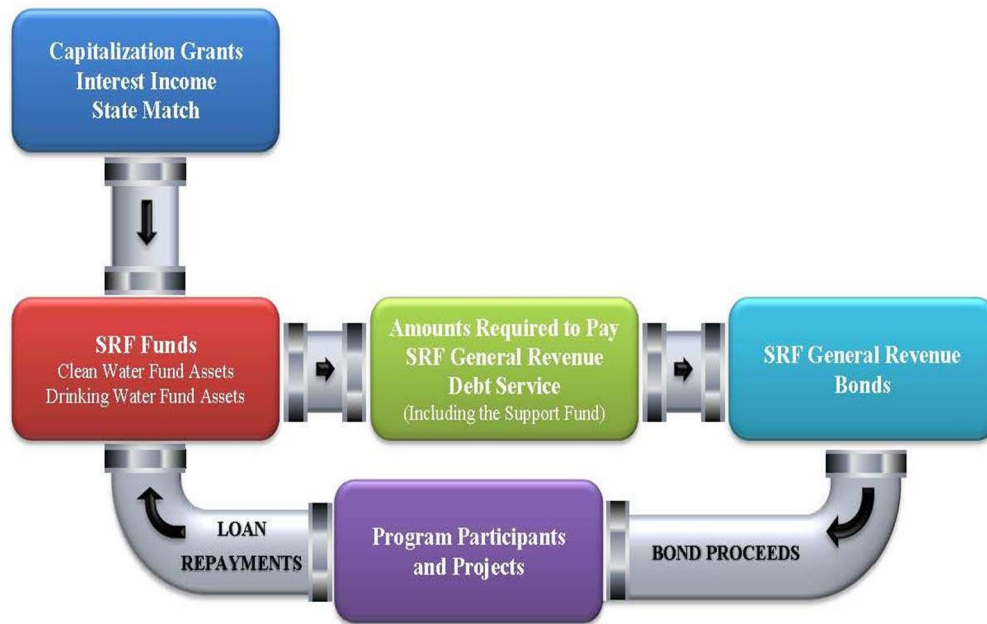 Capitalization Grants
Interest Income
State Match
SRF Funds
Clean Water Fund Assets
Drinking Water Fund Assets
Amounts Required to Pay
SRF General Revenue
Debt Service
(Including the Support Fund)
SRF General Revenue
Bonds
LOAN
REPAYMENTS
Program Participants
and Projects
BOND PROCEEDS